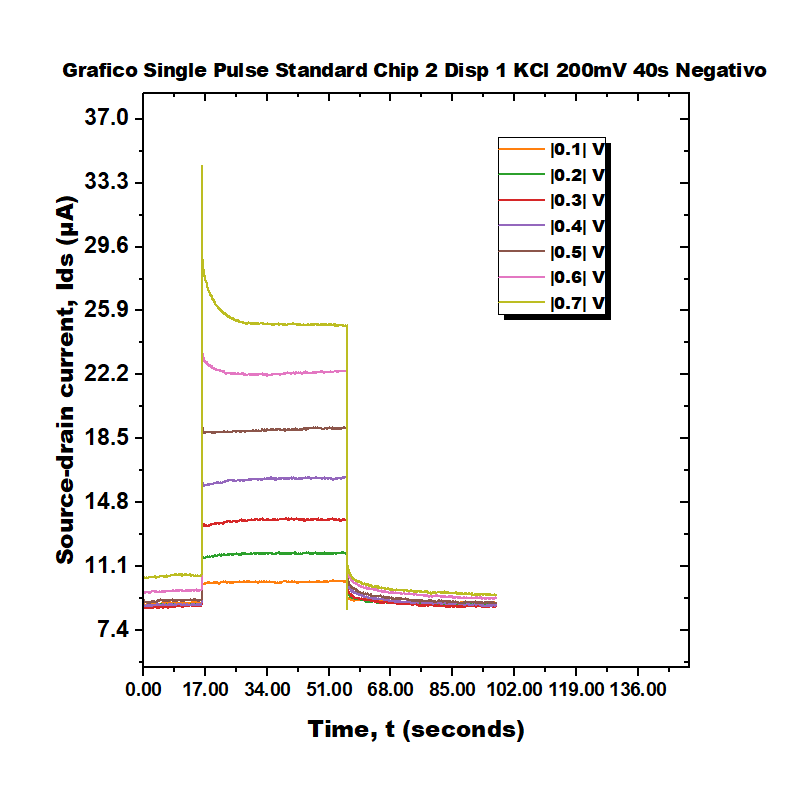 Grafico Single Pulse Standard Chip 2 Disp 1 KCl 200mV 40s Negativo
37.0
33.3
29.6
25.9
22.2
18.5
14.8
11.1
7.4
Source-drain current, Ids (µA)
|0.1| V
|0.2| V
|0.3| V
|0.4| V
|0.5| V
|0.6| V
|0.7| V
0.00 17.00 34.00 51.00 68.00 85.00 102.00 119.00 136.00
Time, t (seconds)